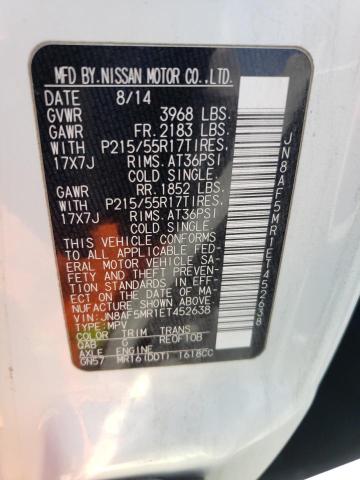 MFD BY.NISSAN MOTOR CO.,LTD.
DATE 8/14
GVWR 3968 LBS.
GAWR FR. 2183 LBS.
WITH P215/55R17TIRES,
17X7J RIMS, AT36PSI
COLD SINGLE.
GAWR RR. 1852 LBS.
WITH P215/55R17TIRES,
17X7J RIMS, AT36PSI
COLD SINGLE.
THIS VEHICLE CONFORMS
TO ALL APPLICABLE FED-
ERAL MOTOR VEHICLE SA-
FETY AND THEFT PREVEN-
TION STANDARDS IN EF-
FECT ON THE DATE OF MA-
NUFACTURE SHOWN ABOVE.
VIN: JN8AF5MR1ET452638
TYPE:MPV
COLOR TRIM TRANS
QAB G RE0F10B
AXLE ENGINE
GN57 MR16(DDT) 1618CC
JN8AF5MR1ET452638